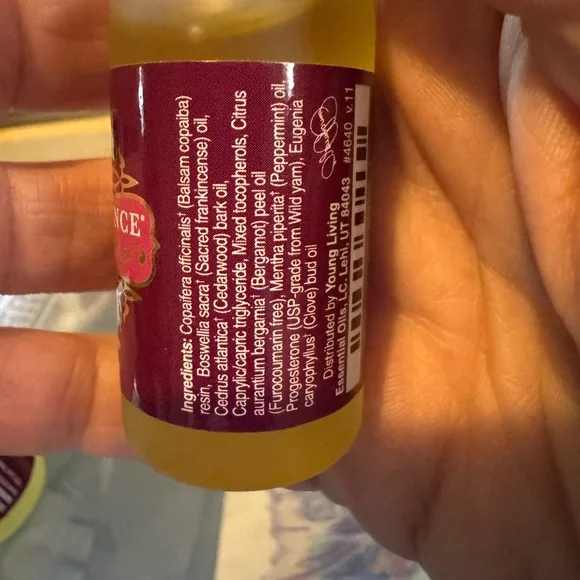 NCE*
Ingredients: Copaifera officinalis† (Balsam copaiba)
resin, Boswellia sacra† (Sacred frankincense) oil,
Cedrus atlantica† (Cedarwood) bark oil,
Caprylic/capric triglyceride, Mixed tocopherols, Citrus
aurantium bergamia† (Bergamot) peel oil
(Furocoumarin free), Mentha piperita† (Peppermint) oil,
Progesterone (USP-grade from Wild yam), Eugenia
caryophyllus† (Clove) bud oil
Distributed by Young Living
Essential Oils, LC, Lehi, UT 84043 #4640 v.11